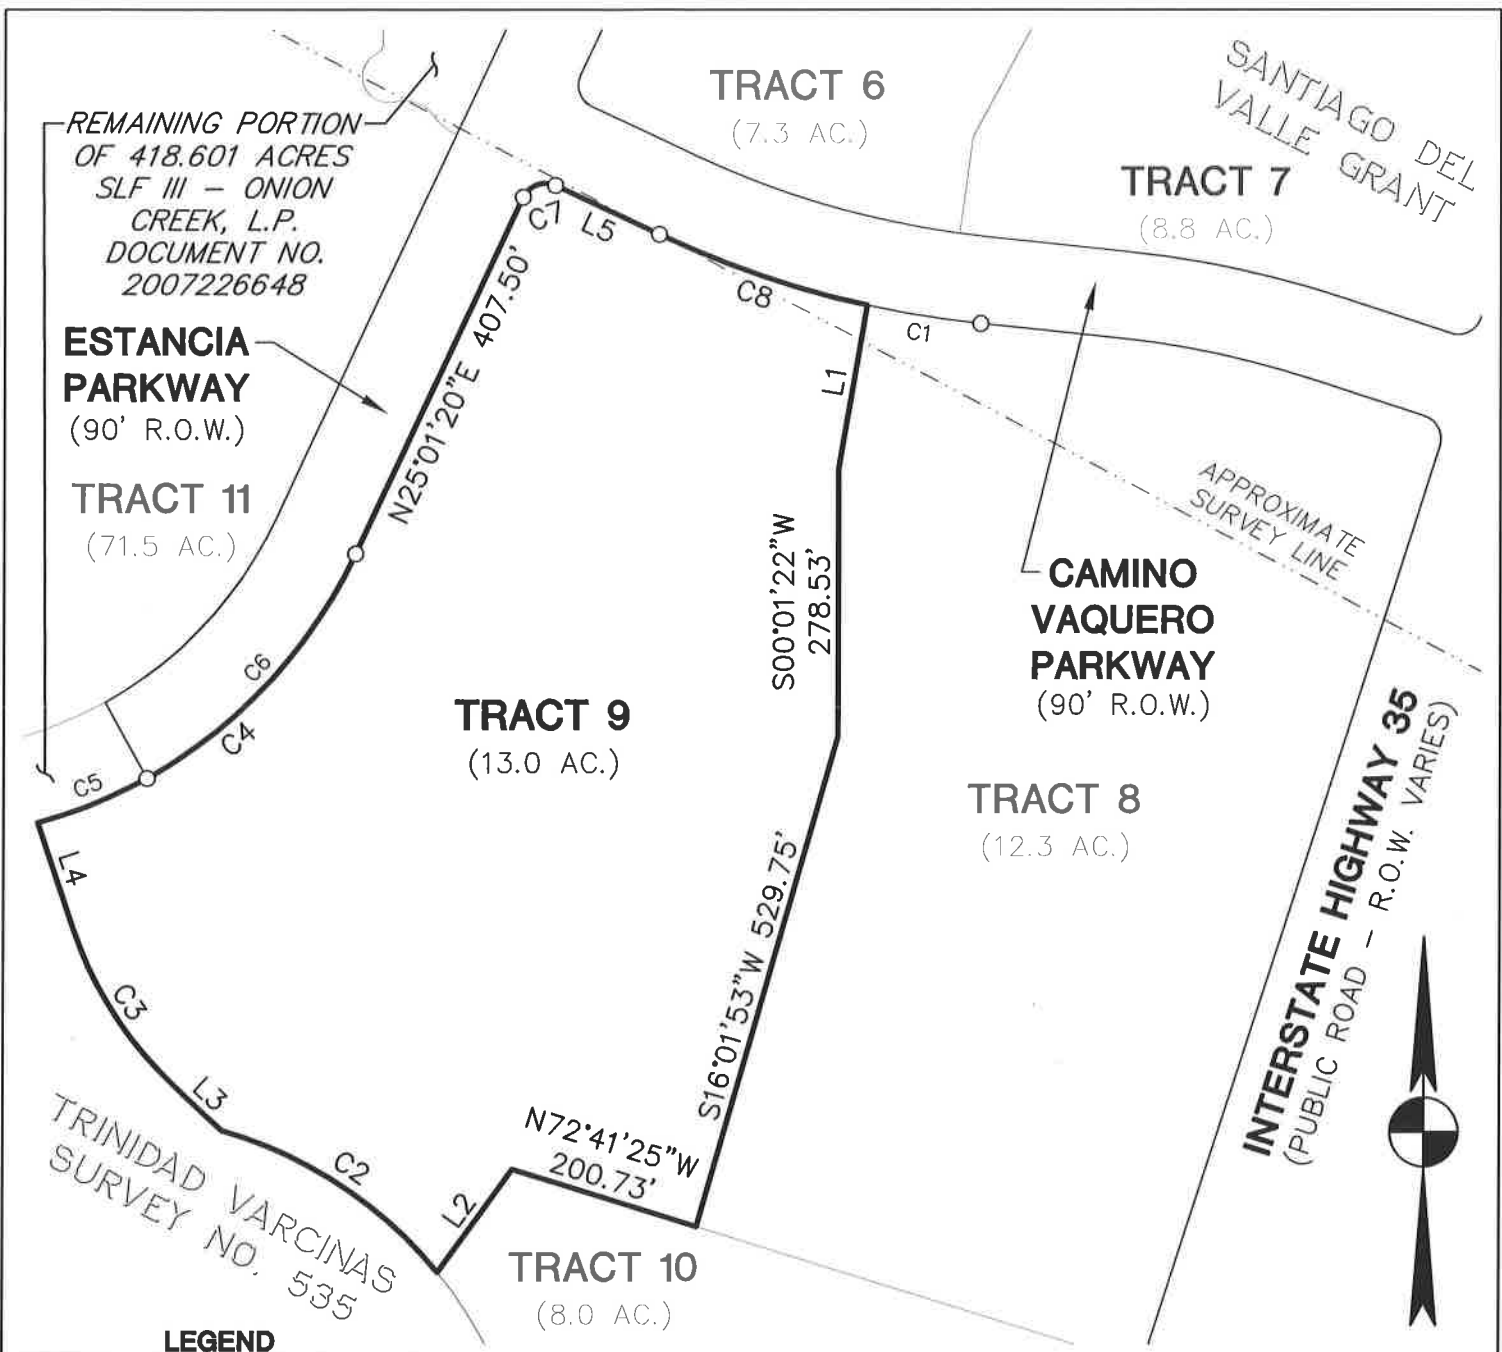 REMAINING PORTION
OF 418.601 ACRES
SLF III – ONION
CREEK, L.P.
DOCUMENT NO.
2007226648
TRACT 6
(7.3 AC.)
SANTIAGO DEL
VALLE GRANT
TRACT 7
(8.8 AC.)
ESTANCIA
PARKWAY
(90' R.O.W.)
TRACT 11
(71.5 AC.)
C7
L5
C8
C1
L1
N25°01'20"E 407.50'
S00°01'22"W
278.53'
APPROXIMATE
SURVEY LINE
CAMINO
VAQUERO
PARKWAY
(90' R.O.W.)
C6
C4
C5
TRACT 9
(13.0 AC.)
TRACT 8
(12.3 AC.)
INTERSTATE HIGHWAY 35
(PUBLIC ROAD – R.O.W. VARIES)
L4
C3
L3
C2
L2
S16°01'53"W 529.75'
N72°41'25"W
200.73'
TRINIDAD VARCINAS
SURVEY NO. 535
TRACT 10
(8.0 AC.)
LEGEND